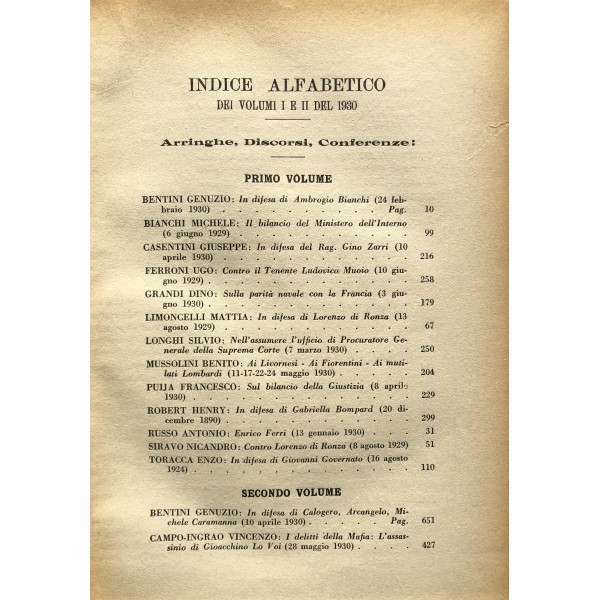 INDICE ALFABETICO
DEI VOLUMI I E II DEL 1930
Arringhe, Discorsi, Conferenze:
PRIMO VOLUME
BENTINI GENUZIO: In difesa di Ambrogio Bianchi (24 feb-
braio 1930) . . . . . . . . . . Pag. 10
BIANCHI MICHELE: Il bilancio del Ministero dell'Interno
(6 giugno 1929) . . . . . . . . . . 99
CASENTINI GIUSEPPE: In difesa del Rag. Gino Zarri (10
aprile 1930) . . . . . . . . . . 216
FERRONI UGO: Contro il Tenente Ludovico Muoio (10 giu-
gno 1929) . . . . . . . . . . 258
GRANDI DINO: Sulla parità navale con la Francia (3 giu-
gno 1930) . . . . . . . . . . 179
LIMONCELLI MATTIA: In difesa di Lorenzo di Ronza (13
agosto 1929) . . . . . . . . . . 67
LONGHI SILVIO: Nell'assumere l'ufficio di Procuratore Ge-
nerale della Suprema Corte (7 marzo 1930) . . . . 250
MUSSOLINI BENITO: Ai Livornesi - Ai Fiorentini - Ai muti-
lati Lombardi (11-17-22-24 maggio 1930) . . . . 204
PUIJA FRANCESCO: Sul bilancio della Giustizia (8 aprile
1930) . . . . . . . . . . 229
ROBERT HENRY: In difesa di Gabriella Bompard (20 di-
cembre 1890) . . . . . . . . . . 299
RUSSO ANTONIO: Enrico Ferri (13 gennaio 1930) . . . . 31
SIRAVO NICANDRO: Contro Lorenzo di Ronza (8 agosto 1929) 51
TORACCA ENZO: In difesa di Giovanni Governato (16 agosto
1924) . . . . . . . . . . 110
SECONDO VOLUME
BENTINI GENUZIO: In difesa di Calogero, Arcangelo, Mi-
chele Caramanna (10 aprile 1930) . . . . . Pag. 651
CAMPO-INGRAO VINCENZO: I delitti della Mafia: L'assas-
sinio di Gioacchino Lo Voi (28 maggio 1930) . . . . 427